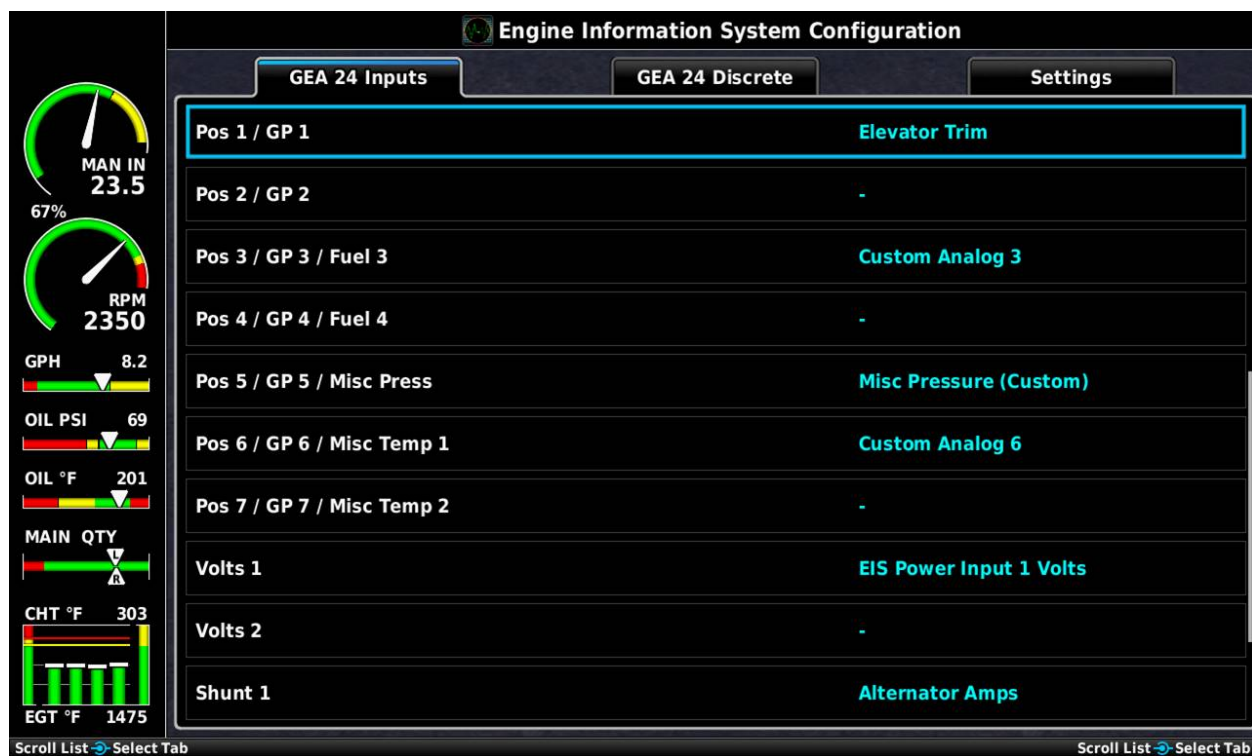 Engine Information System Configuration
GEA 24 Inputs
GEA 24 Discrete
Settings
MAN IN
23.5
67%
RPM
2350
GPH 8.2
OIL PSI 69
OIL °F 201
MAIN QTY
L
R
CHT °F 303
EGT °F 1475
Pos 1 / GP 1 Elevator Trim
Pos 2 / GP 2 -
Pos 3 / GP 3 / Fuel 3 Custom Analog 3
Pos 4 / GP 4 / Fuel 4 -
Pos 5 / GP 5 / Misc Press Misc Pressure (Custom)
Pos 6 / GP 6 / Misc Temp 1 Custom Analog 6
Pos 7 / GP 7 / Misc Temp 2 -
Volts 1 EIS Power Input 1 Volts
Volts 2 -
Shunt 1 Alternator Amps
Scroll List Select Tab
Scroll List Select Tab